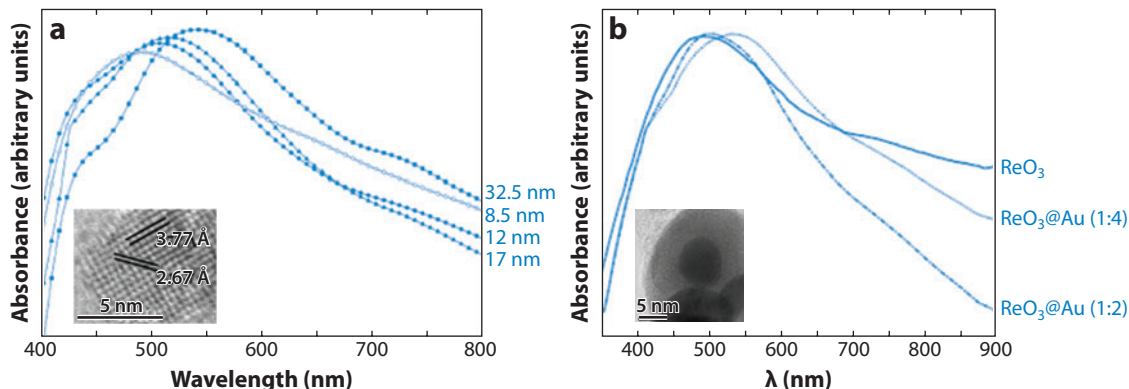 a
Absorbance (arbitrary units)
32.5 nm
8.5 nm
12 nm
17 nm
3.77 Å
2.67 Å
5 nm
400 500 600 700 800
Wavelength (nm)
b
Absorbance (arbitrary units)
ReO₃
ReO₃@Au (1:4)
ReO₃@Au (1:2)
5 nm
400 500 600 700 800 900
λ (nm)